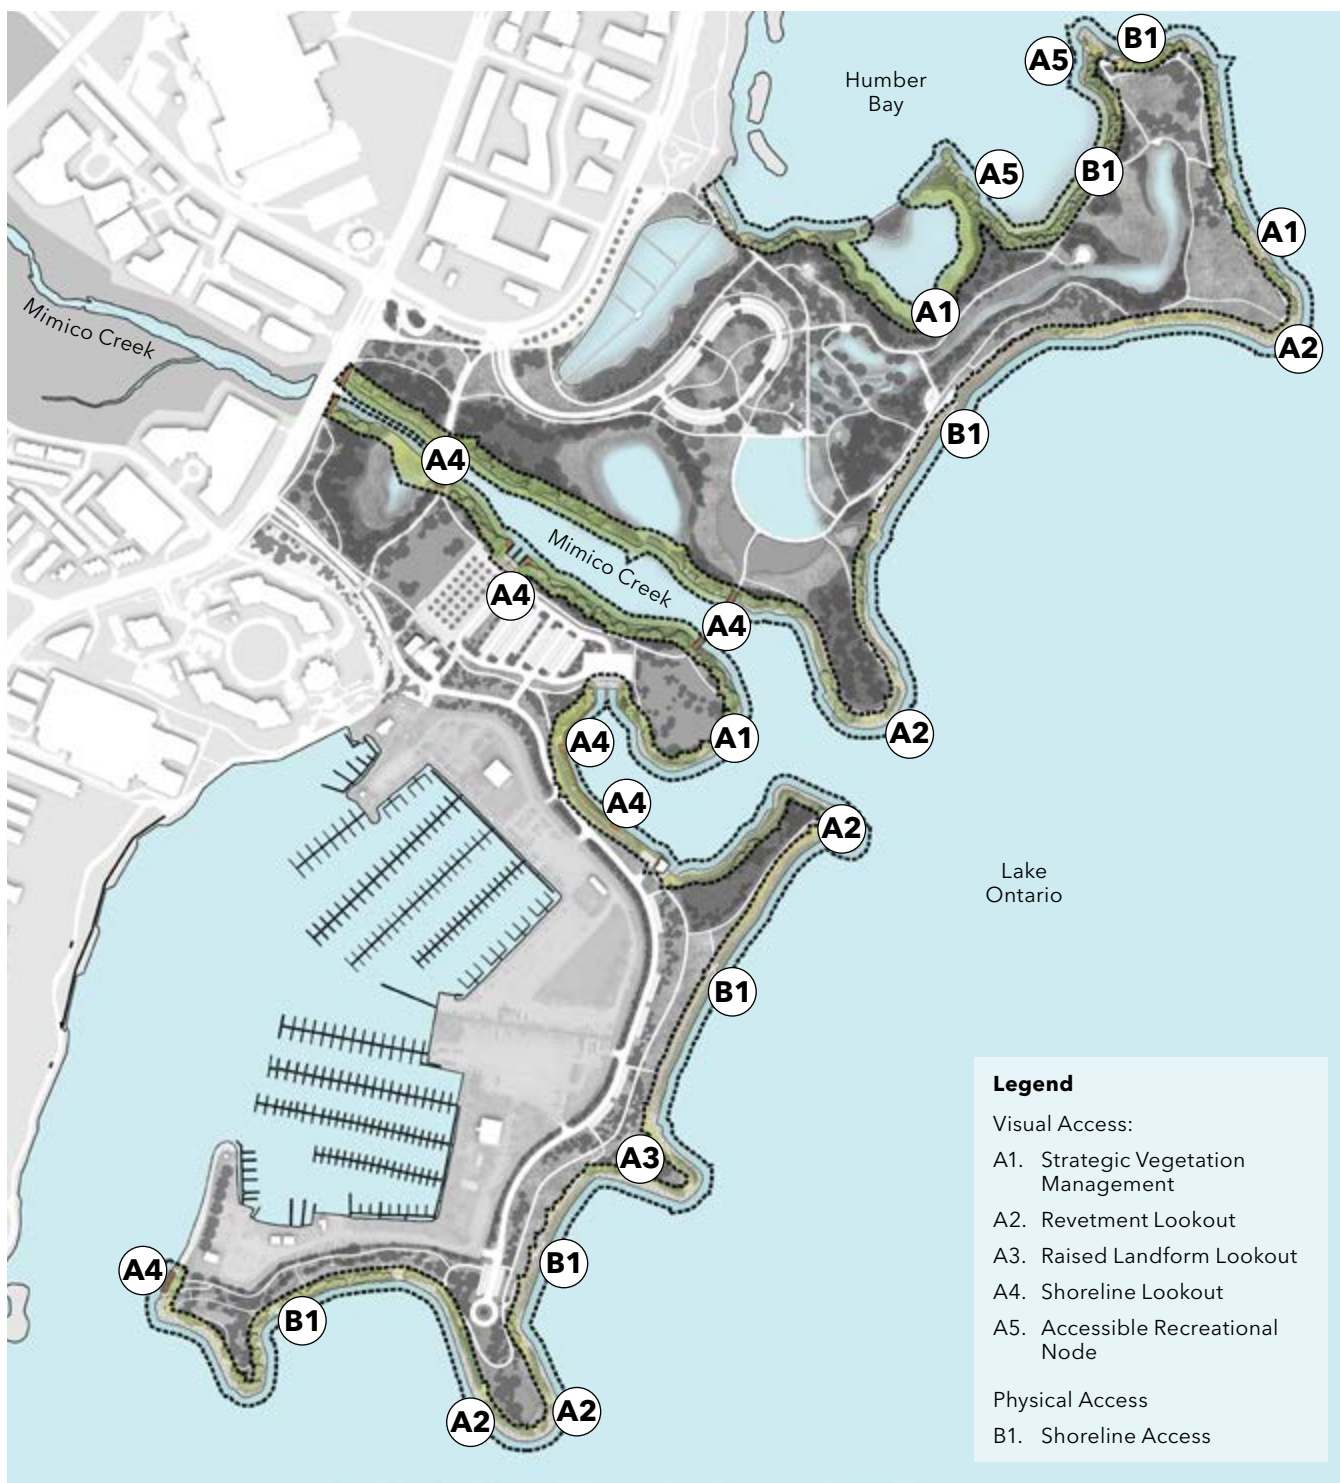 B1
A5
Humber
Bay
B1
A5
A1
A1
Mimico Creek
A2
B1
A4
Mimico Creek
A4
A4
A2
A1
A4
A4
A2
Lake
Ontario
B1
A3
B1
A4
B1
A2
A2
Legend
Visual Access:
A1. Strategic Vegetation
Management
A2. Revetment Lookout
A3. Raised Landform Lookout
A4. Shoreline Lookout
A5. Accessible Recreational
Node
Physical Access
B1. Shoreline Access